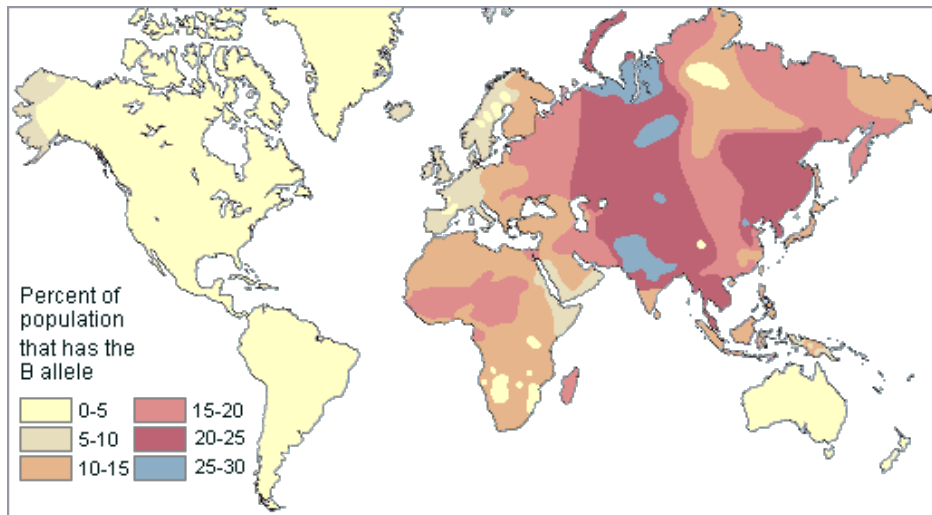 Percent of
population
that has the
B allele
0-5
5-10
10-15
15-20
20-25
25-30